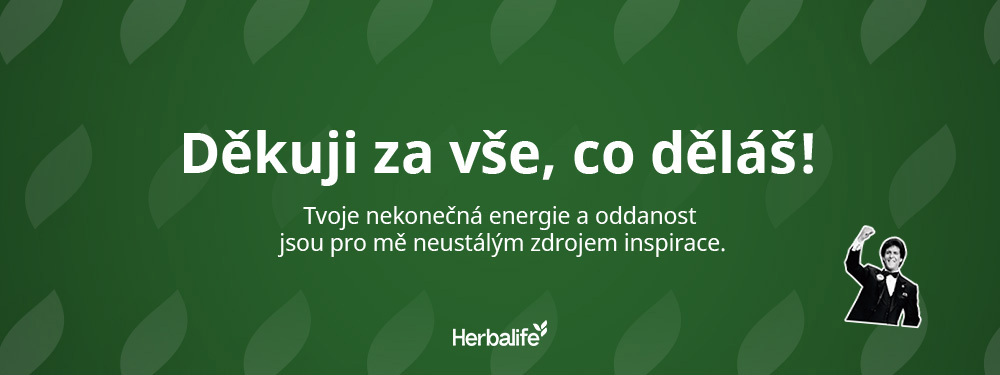 Děkuji za vše, co děláš!
Tvoje nekonečná energie a oddanost
jsou pro mě neustálým zdrojem inspirace.
Herbalife